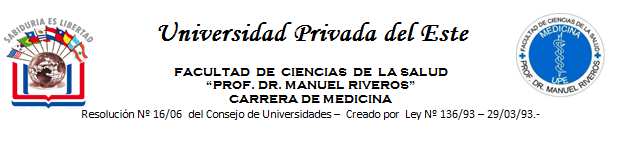 SABIDURIA ES LIBERTAD
Universidad Privada del Este
FACULTAD DE CIENCIAS DE LA SALUD
“PROF. DR. MANUEL RIVEROS”
CARRERA DE MEDICINA
Resolución Nº 16/06 del Consejo de Universidades – Creado por Ley Nº 136/93 – 29/03/93.-
FACULTAD DE CIENCIAS DE LA SALUD
MEDICINA
UPE
PROF. DR. MANUEL RIVEROS